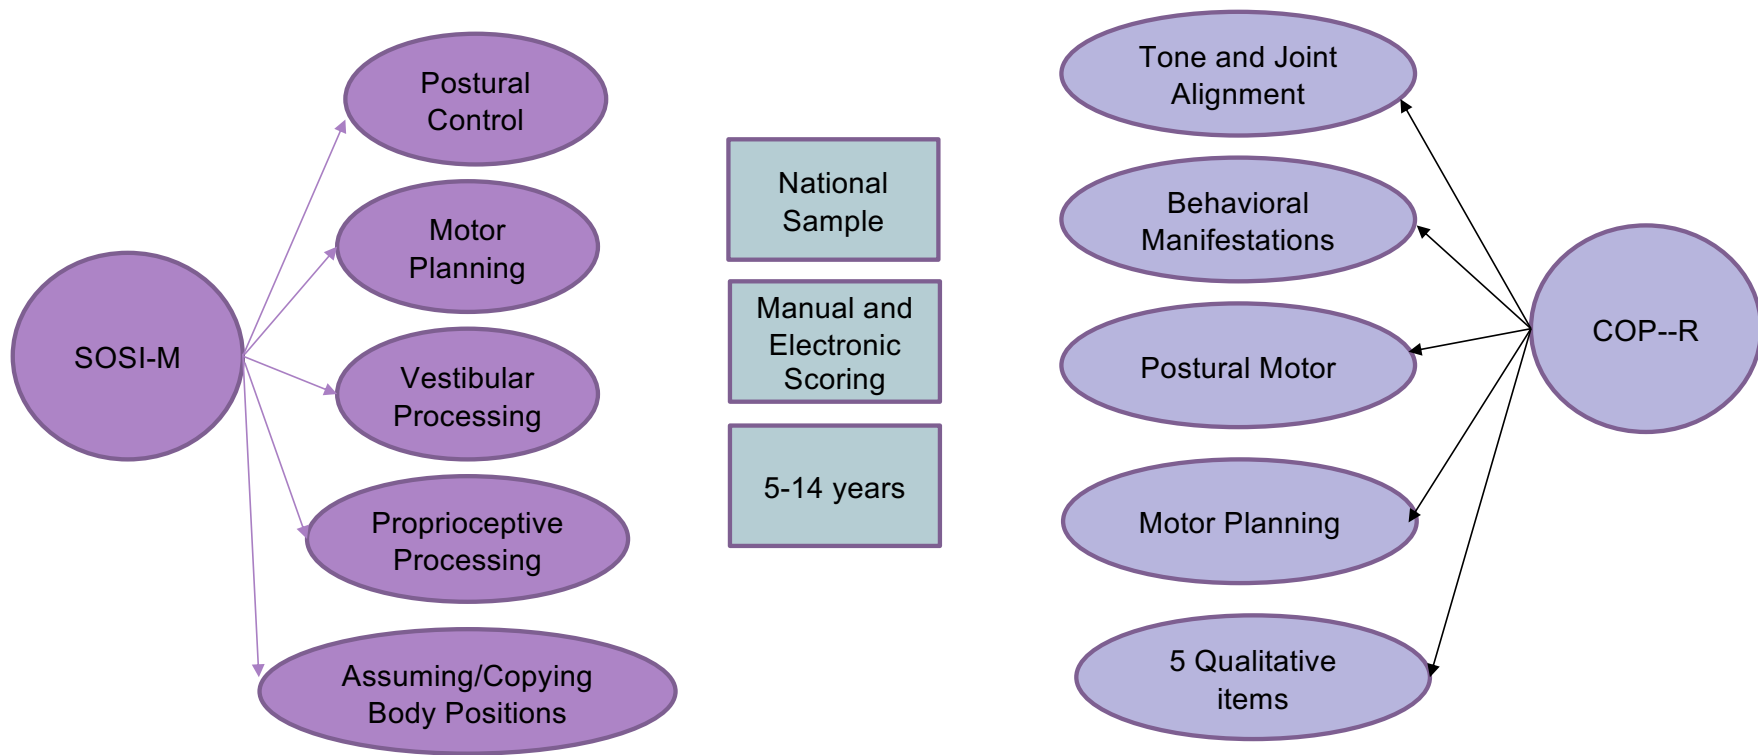 SOSI-M
Postural
Control
Motor
Planning
Vestibular
Processing
Proprioceptive
Processing
Assuming/Copying
Body Positions
National
Sample
Manual and
Electronic
Scoring
5-14 years
Tone and Joint
Alignment
Behavioral
Manifestations
Postural Motor
Motor Planning
5 Qualitative
items
COP--R